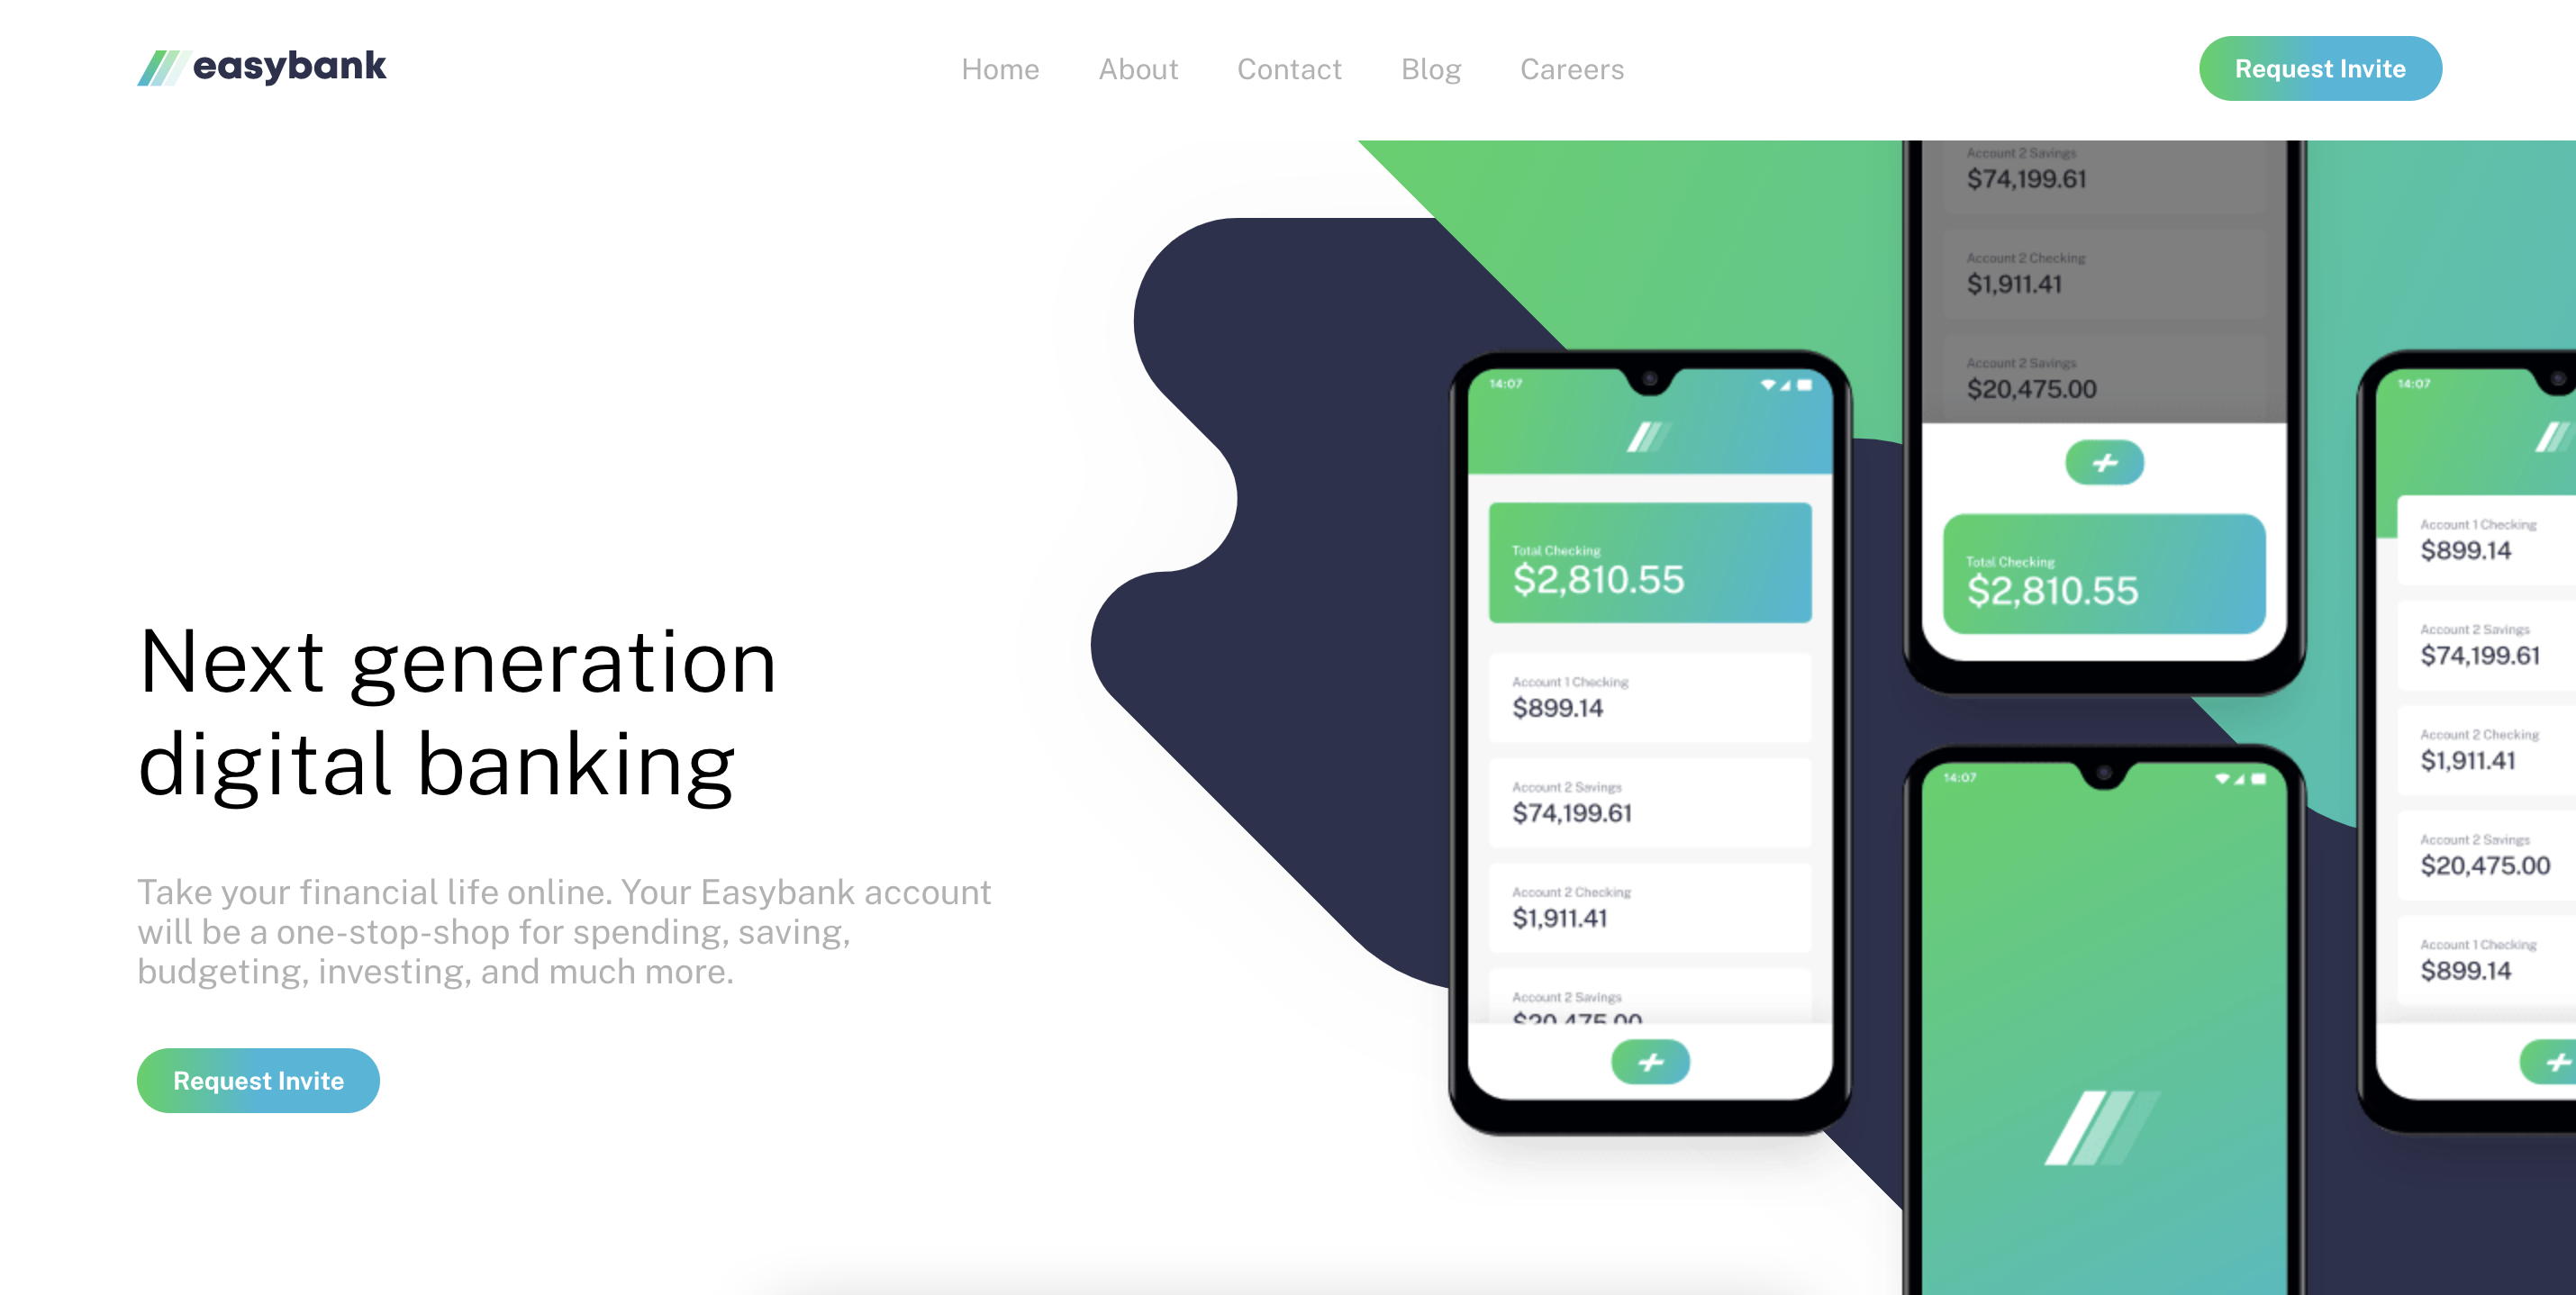 easybank
Home About Contact Blog Careers
Request Invite
Next generation
digital banking
Take your financial life online. Your Easybank account
will be a one-stop-shop for spending, saving,
budgeting, investing, and much more.
Request Invite
14:07
Total Checking
$2,810.55
Account 1 Checking
$899.14
Account 2 Savings
$74,199.61
Account 2 Checking
$1,911.41
Account 2 Savings
$20,475.00
Account 2 Savings
$74,199.61
Account 2 Checking
$1,911.41
Account 2 Savings
$20,475.00
Total Checking
$2,810.55
14:07
14:07
Account 1 Checking
$899.14
Account 2 Savings
$74,199.61
Account 2 Checking
$1,911.41
Account 2 Savings
$20,475.00
Account 1 Checking
$899.14